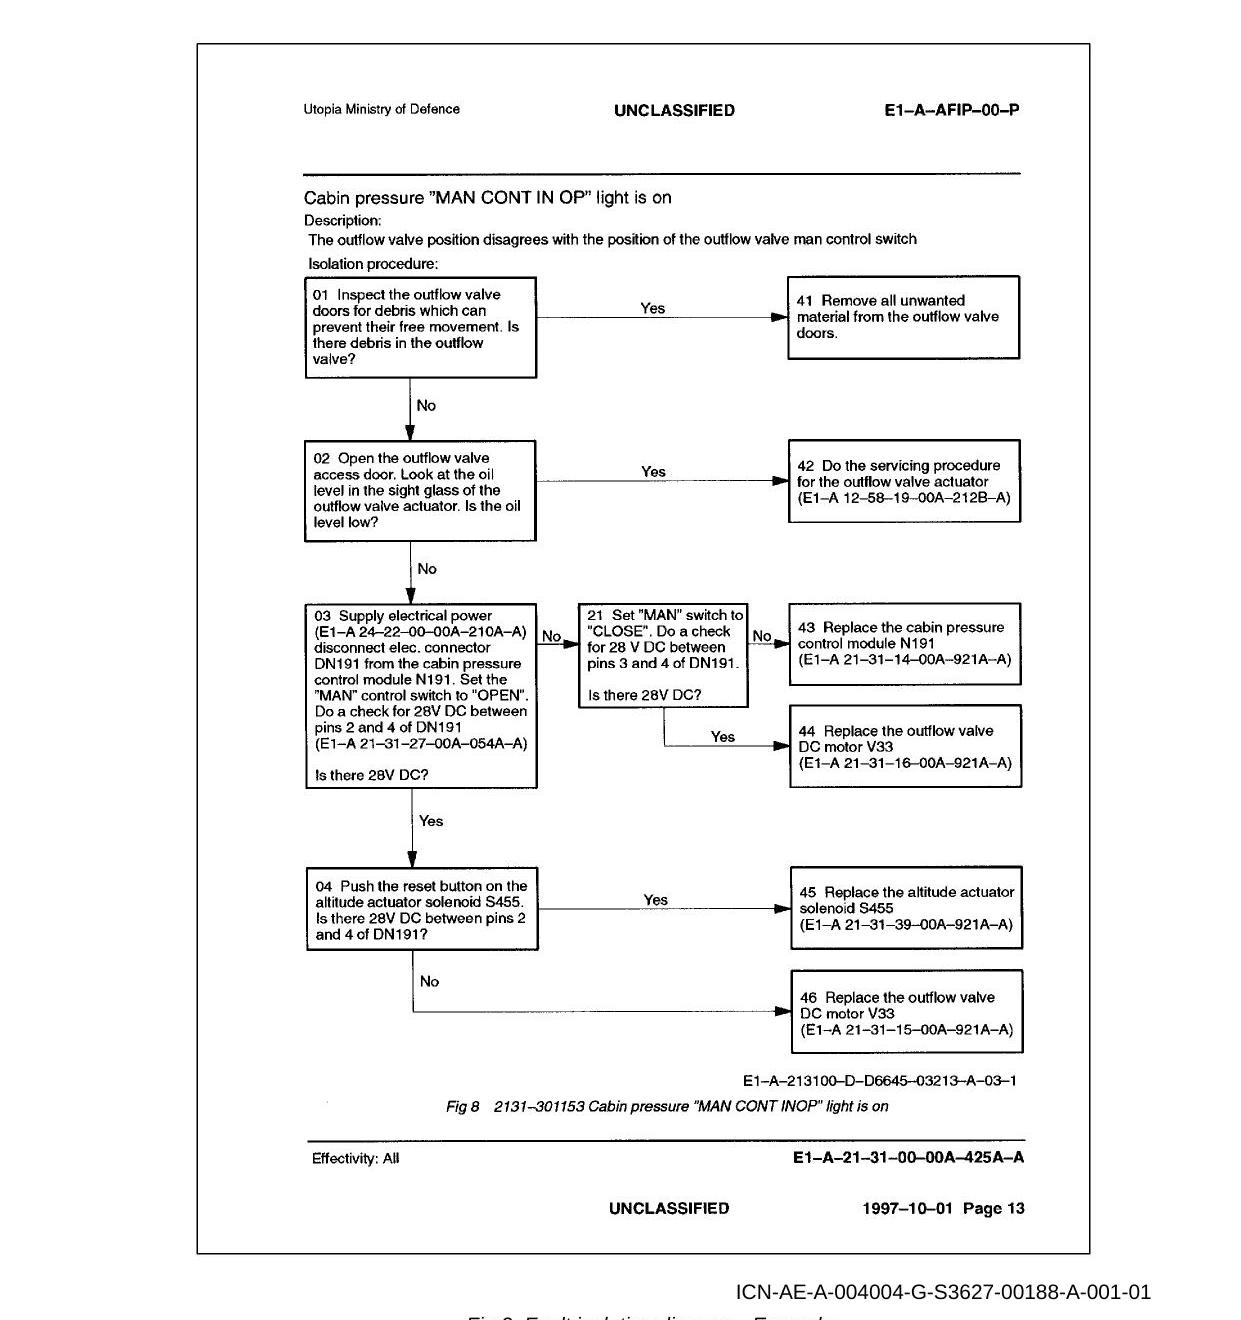 Utopia Ministry of Defence
UNCLASSIFIED
E1–A–AFIP–00–P
Cabin pressure "MAN CONT IN OP" light is on
Description:
The outflow valve position disagrees with the position of the outflow valve man control switch
Isolation procedure:
01 Inspect the outflow valve
doors for debris which can
prevent their free movement. Is
there debris in the outflow
valve?
Yes
41 Remove all unwanted
material from the outflow valve
doors.
No
02 Open the outflow valve
access door. Look at the oil
level in the sight glass of the
outflow valve actuator. Is the oil
level low?
Yes
42 Do the servicing procedure
for the outflow valve actuator
(E1–A 12–58–19–00A–212B–A)
No
03 Supply electrical power
(E1–A 24–22–00–00A–210A–A)
disconnect elec. connector
DN191 from the cabin pressure
control module N191. Set the
"MAN" control switch to "OPEN".
Do a check for 28V DC between
pins 2 and 4 of DN191
(E1–A 21–31–27–00A–054A–A)
Is there 28V DC?
No
21 Set "MAN" switch to
"CLOSE". Do a check
for 28 V DC between
pins 3 and 4 of DN191.
Is there 28V DC?
No
43 Replace the cabin pressure
control module N191
(E1–A 21–31–14–00A–921A–A)
Yes
44 Replace the outflow valve
DC motor V33
(E1–A 21–31–16–00A–921A–A)
Yes
04 Push the reset button on the
altitude actuator solenoid S455.
Is there 28V DC between pins 2
and 4 of DN191?
Yes
45 Replace the altitude actuator
solenoid S455
(E1–A 21–31–39–00A–921A–A)
No
46 Replace the outflow valve
DC motor V33
(E1–A 21–31–15–00A–921A–A)
E1–A–213100–D–D6645–03213–A–03–1
Fig 8 2131–301153 Cabin pressure "MAN CONT INOP" light is on
Effectivity: All
E1–A–21–31–00–00A–425A–A
UNCLASSIFIED
1997–10–01 Page 13
ICN-AE-A-004004-G-S3627-00188-A-001-01